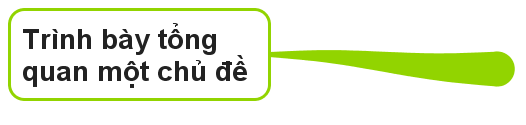 Trình bày tổng
quan một chủ đề